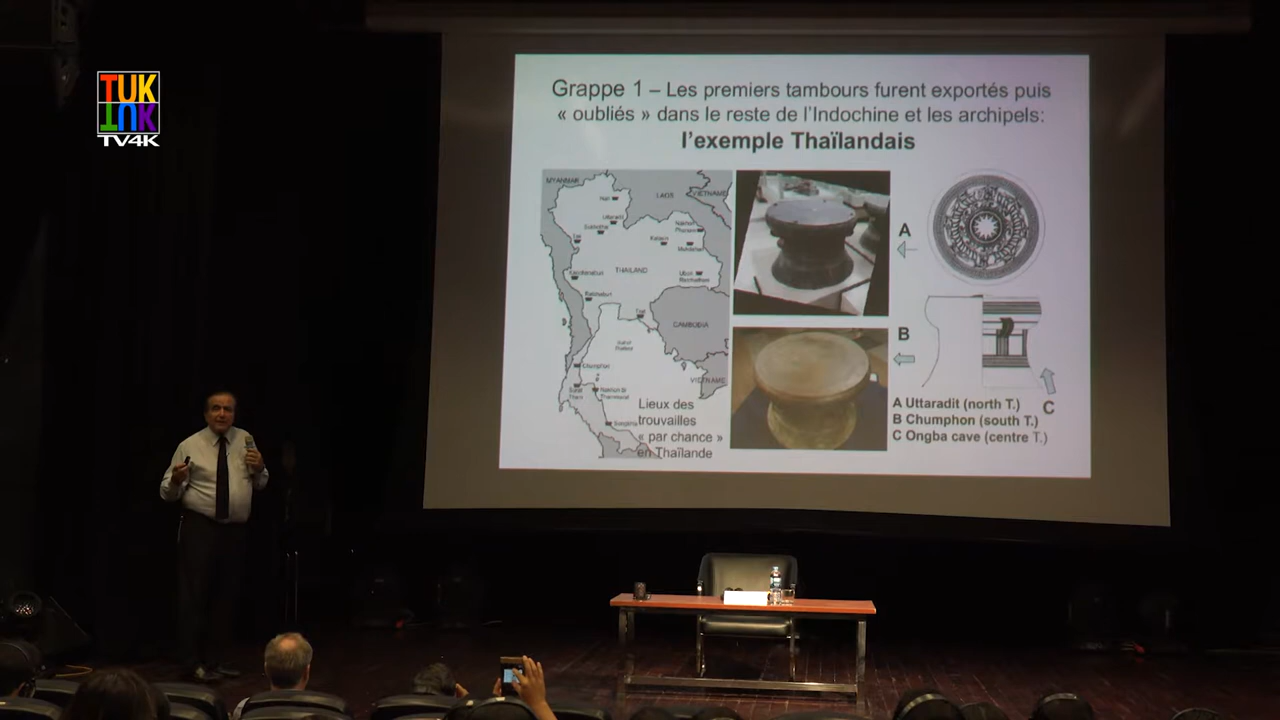 TUK
TUK
TV4K
Grappe 1 – Les premiers tambours furent exportés puis
« oubliés » dans le reste de l'Indochine et les archipels:
l'exemple Thaïlandais
MYANMAR
LAOS
VIETNAM
Uttaradit
THAILAND
CAMBODIA
VIETNAM
Chumphon
Lieux des
trouvailles
« par chance »
en Thaïlande
A
B
C
A Uttaradit (north T.)
B Chumphon (south T.)
C Ongba cave (centre T.)